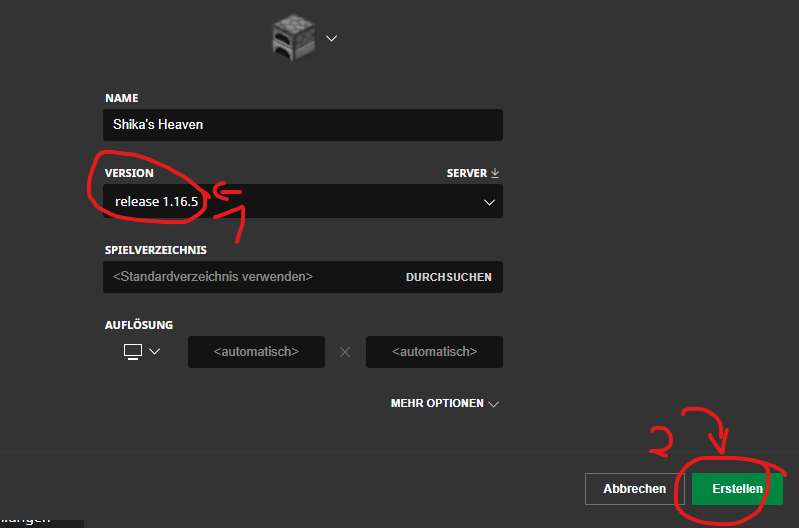 NAME
Shika's Heaven
VERSION
SERVER
release 1.16.5
1
SPIELVERZEICHNIS
<Standardverzeichnis verwenden>
DURCHSUCHEN
AUFLÖSUNG
<automatisch>
<automatisch>
MEHR OPTIONEN
2
Abbrechen
Erstellen